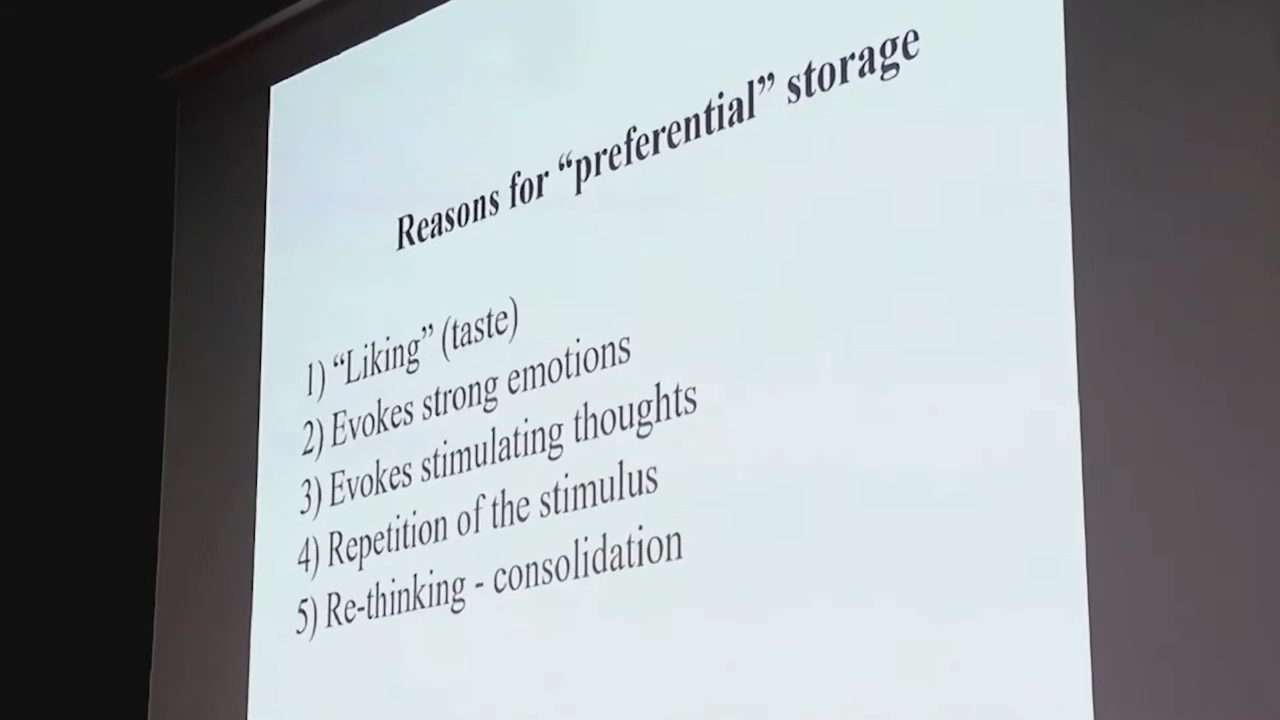 Reasons for “preferential” storage
1) “Liking” (taste)
2) Evokes strong emotions
3) Evokes stimulating thoughts
4) Repetition of the stimulus
5) Re-thinking - consolidation